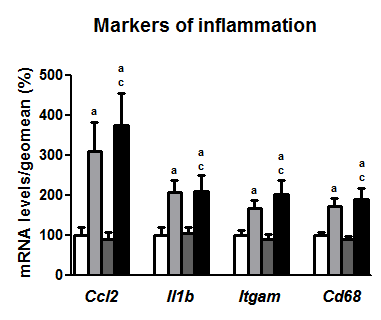 Markers of inflammation
mRNA levels/geomean (%)
500
400
300
200
100
0
a
a
c
a
a
c
a
a
c
a
a
c
Ccl2
Il1b
Itgam
Cd68